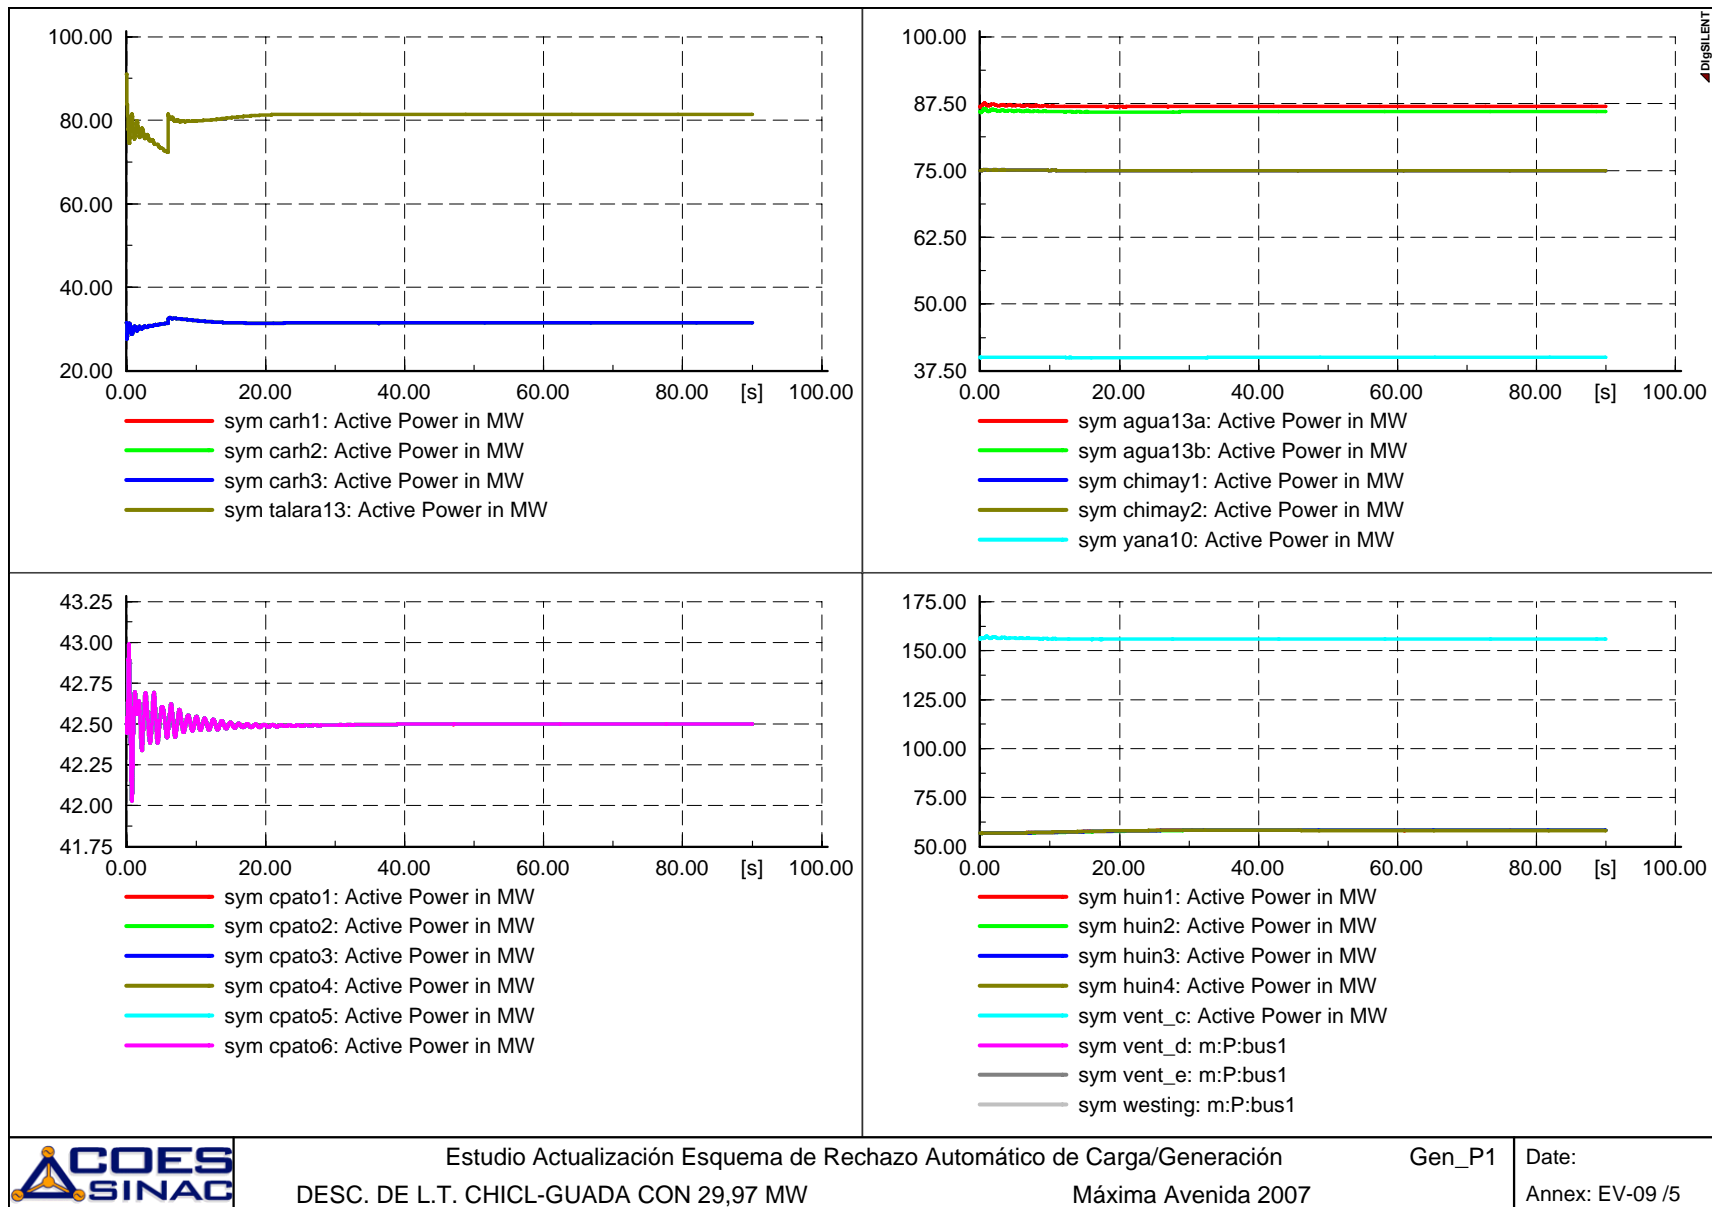 100.00
80.00
60.00
40.00
20.00
0.00 20.00 40.00 60.00 80.00 [s] 100.00
sym carh1: Active Power in MW
sym carh2: Active Power in MW
sym carh3: Active Power in MW
sym talara13: Active Power in MW
100.00
87.50
75.00
62.50
50.00
37.50
0.00 20.00 40.00 60.00 80.00 [s] 100.00
sym agua13a: Active Power in MW
sym agua13b: Active Power in MW
sym chimay1: Active Power in MW
sym chimay2: Active Power in MW
sym yana10: Active Power in MW
DIgSILENT
43.25
43.00
42.75
42.50
42.25
42.00
41.75
0.00 20.00 40.00 60.00 80.00 [s] 100.00
sym cpato1: Active Power in MW
sym cpato2: Active Power in MW
sym cpato3: Active Power in MW
sym cpato4: Active Power in MW
sym cpato5: Active Power in MW
sym cpato6: Active Power in MW
175.00
150.00
125.00
100.00
75.00
50.00
0.00 20.00 40.00 60.00 80.00 [s] 100.00
sym huin1: Active Power in MW
sym huin2: Active Power in MW
sym huin3: Active Power in MW
sym huin4: Active Power in MW
sym vent_c: Active Power in MW
sym vent_d: m:P:bus1
sym vent_e: m:P:bus1
sym westing: m:P:bus1
COES
SINAC
Estudio Actualización Esquema de Rechazo Automático de Carga/Generación Gen_P1
DESC. DE L.T. CHICL-GUADA CON 29,97 MW Máxima Avenida 2007
Date:
Annex: EV-09 /5